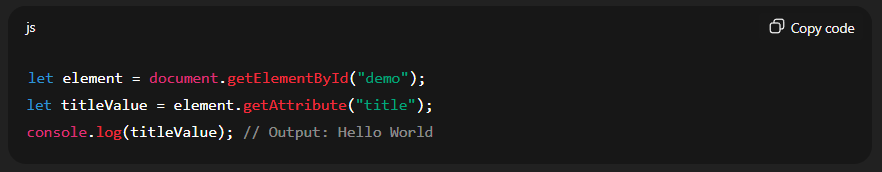 js Copy code
let element = document.getElementById("demo");
let titleValue = element.getAttribute("title");
console.log(titleValue); // Output: Hello World